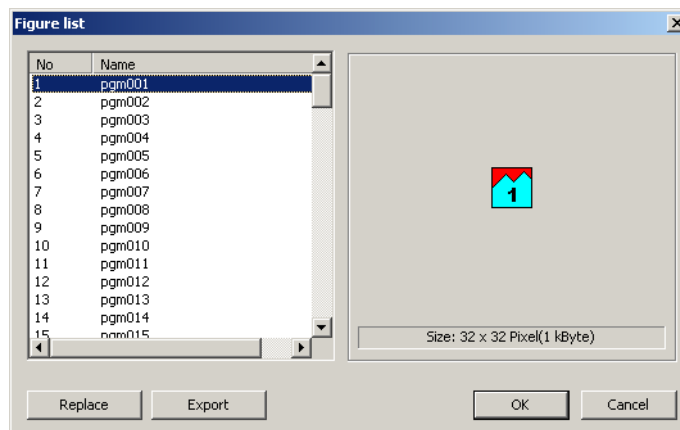 Figure list
No Name
1 pgm001
2 pgm002
3 pgm003
4 pgm004
5 pgm005
6 pgm006
7 pgm007
8 pgm008
9 pgm009
10 pgm010
11 pgm011
12 pgm012
13 pgm013
14 pgm014
15 pgm015
1
Size: 32 x 32 Pixel(1 kByte)
Replace Export OK Cancel